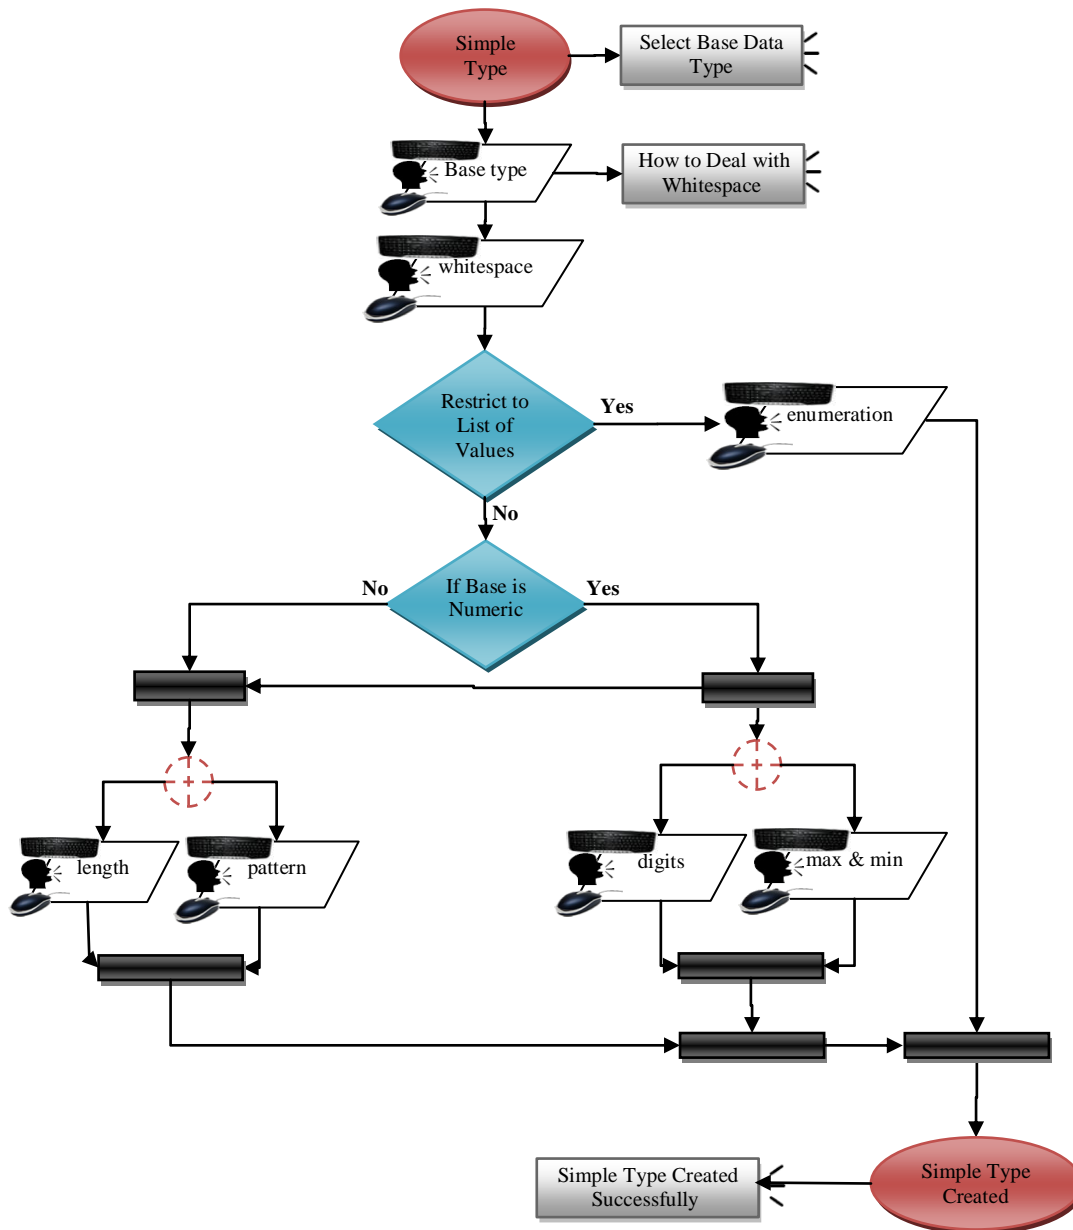 Simple
Type
Select Base Data
Type
Base type
How to Deal with
Whitespace
whitespace
Restrict to
List of
Values
Yes
enumeration
No
If Base is
Numeric
No
Yes
length
pattern
digits
max & min
Simple Type Created
Successfully
Simple Type
Created